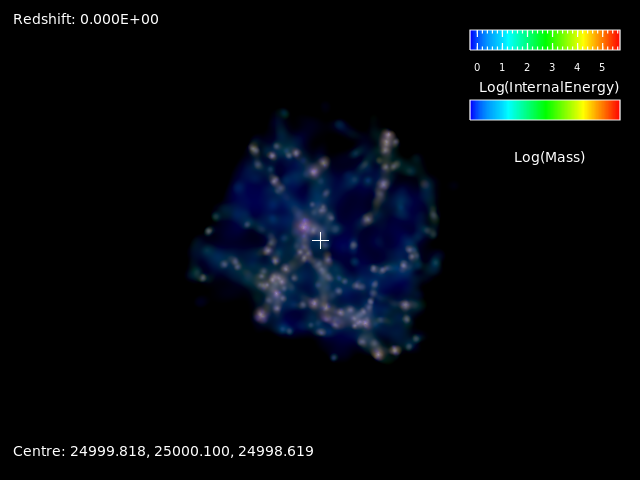 Redshift: 0.000E+00
0 1 2 3 4 5
Log(InternalEnergy)
Log(Mass)
Centre: 24999.818, 25000.100, 24998.619